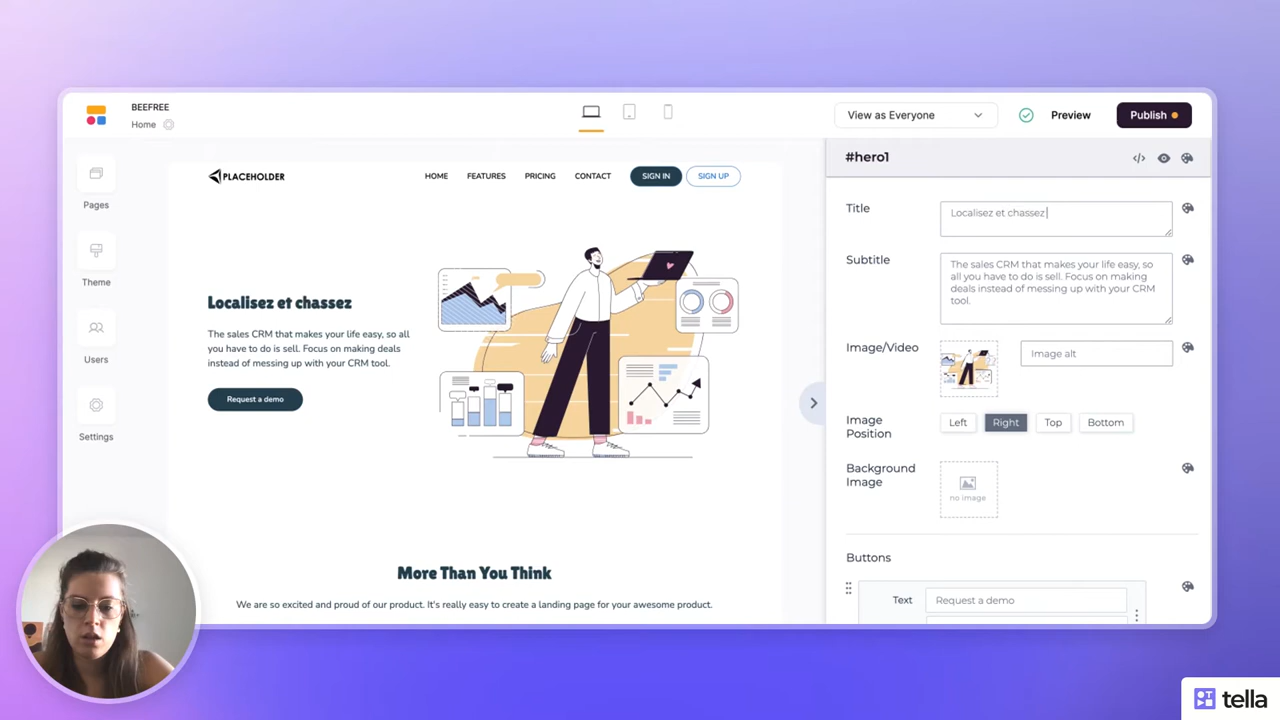 BEEFREE
Home
View as Everyone
Preview
Publish
Pages
Theme
Users
Settings
PLACEHOLDER
HOME
FEATURES
PRICING
CONTACT
SIGN IN
SIGN UP
Localisez et chassez
The sales CRM that makes your life easy, so all
you have to do is sell. Focus on making deals
instead of messing up with your CRM tool.
Request a demo
More Than You Think
We are so excited and proud of our product. It's really easy to create a landing page for your awesome product.
#hero1
Title
Localisez et chassez
Subtitle
The sales CRM that makes your life easy, so
all you have to do is sell. Focus on making
deals instead of messing up with your CRM
tool.
Image/Video
Image alt
Image
Position
Left
Right
Top
Bottom
Background
Image
no image
Buttons
Text
Request a demo
tella